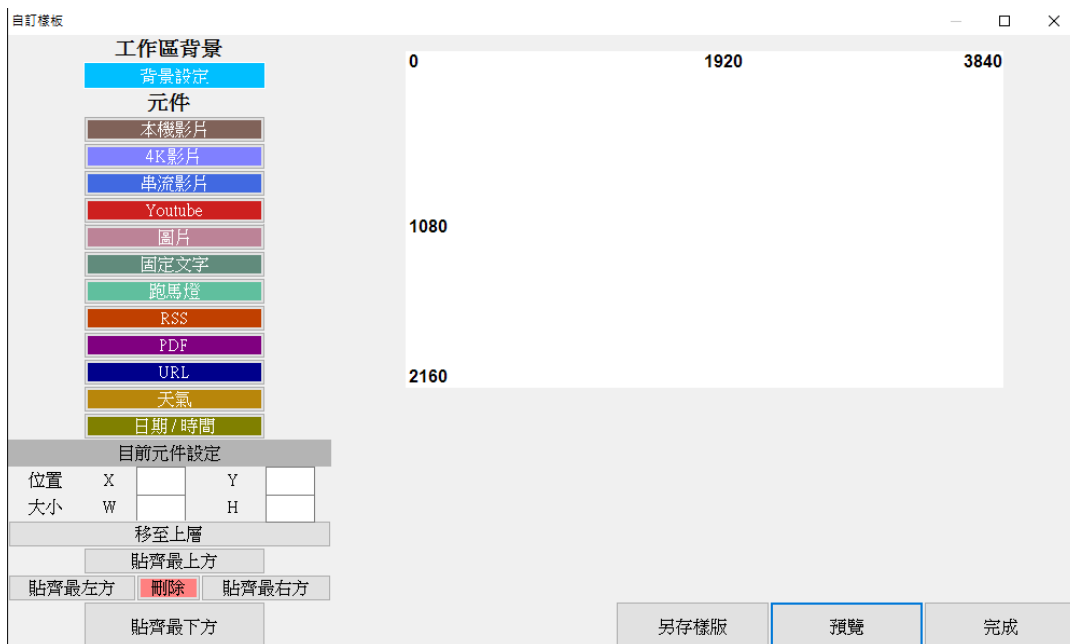 自訂樣板
工作區背景
背景設定
元件
本機影片
4K影片
串流影片
Youtube
圖片
固定文字
跑馬燈
RSS
PDF
URL
天氣
日期/時間
目前元件設定
位置 X Y
大小 W H
移至上層
貼齊最上方
貼齊最左方 刪除 貼齊最右方
貼齊最下方
0 1920 3840
1080
2160
另存樣版 預覽 完成